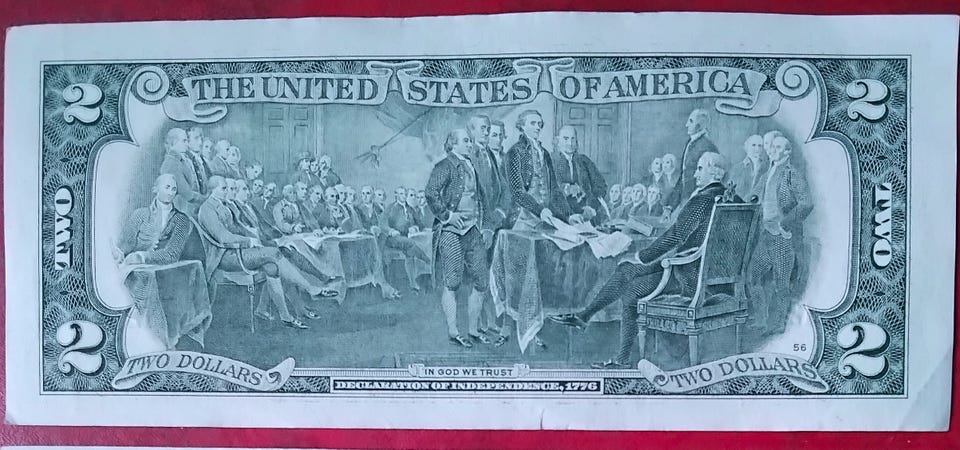 THE UNITED STATES OF AMERICA
2
2
TWO
TWO
2
2
56
TWO DOLLARS
TWO DOLLARS
IN GOD WE TRUST
DECLARATION OF INDEPENDENCE, 1776